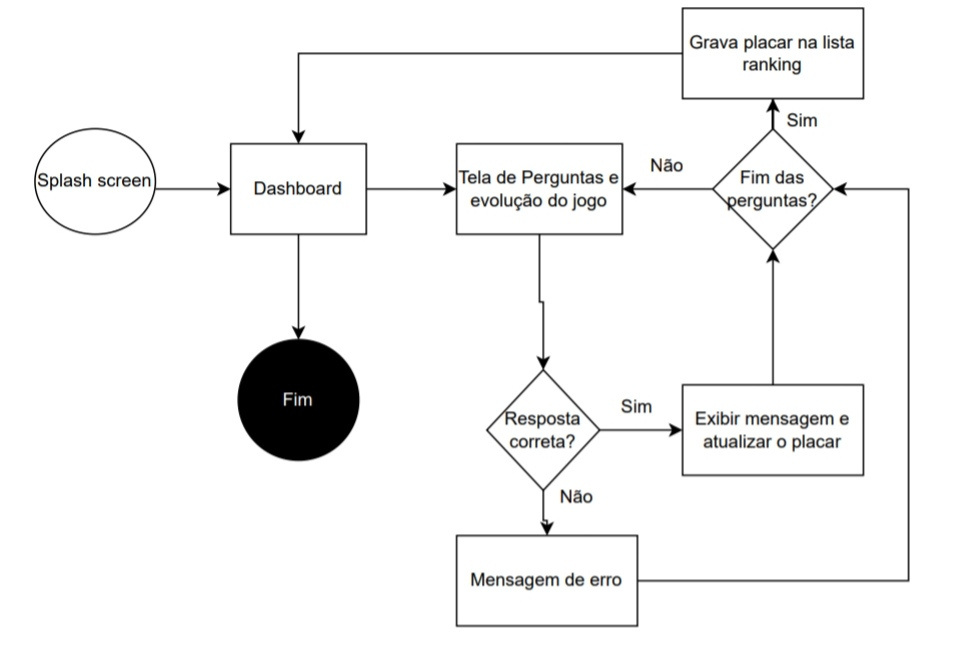 Grava placar na lista
ranking
Sim
Splash screen
Dashboard
Tela de Perguntas e
evolução do jogo
Não
Fim das
perguntas?
Fim
Resposta
correta?
Sim
Exibir mensagem e
atualizar o placar
Não
Mensagem de erro